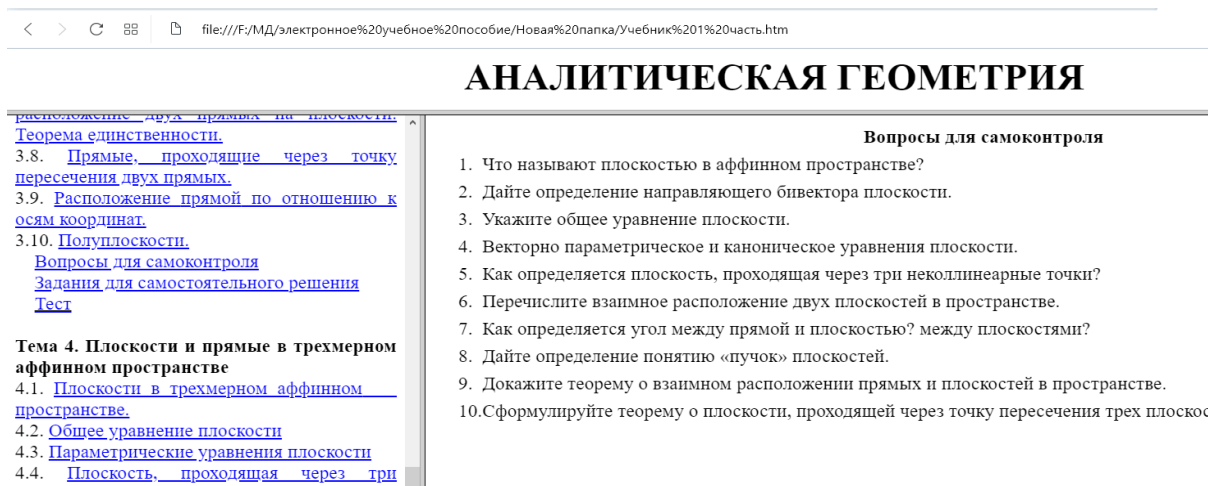 file:///F:/МД/электронное%20учебное%20пособие/Новая%20папка/Учебник%201%20часть.htm
АНАЛИТИЧЕСКАЯ ГЕОМЕТРИЯ
расположение двух прямых на плоскости.
Теорема единственности.
3.8. Прямые, проходящие через точку
пересечения двух прямых.
3.9. Расположение прямой по отношению к
осям координат.
3.10. Полуплоскости.
Вопросы для самоконтроля
Задания для самостоятельного решения
Тест
Тема 4. Плоскости и прямые в трехмерном
аффинном пространстве
4.1. Плоскости в трехмерном аффинном
пространстве.
4.2. Общее уравнение плоскости
4.3. Параметрические уравнения плоскости
4.4. Плоскость, проходящая через три
Вопросы для самоконтроля
1. Что называют плоскостью в аффинном пространстве?
2. Дайте определение направляющего бивектора плоскости.
3. Укажите общее уравнение плоскости.
4. Векторно параметрическое и каноническое уравнения плоскости.
5. Как определяется плоскость, проходящая через три неколлинеарные точки?
6. Перечислите взаимное расположение двух плоскостей в пространстве.
7. Как определяется угол между прямой и плоскостью? между плоскостями?
8. Дайте определение понятию «пучок» плоскостей.
9. Докажите теорему о взаимном расположении прямых и плоскостей в пространстве.
10.Сформулируйте теорему о плоскости, проходящей через точку пересечения трех плоскос